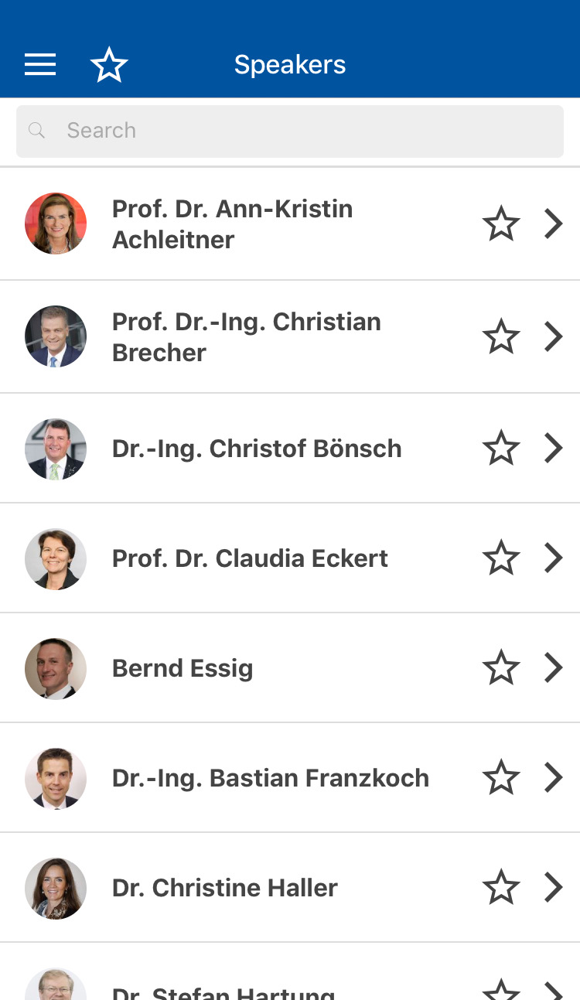 Speakers
Search
Prof. Dr. Ann-Kristin
Achleitner
Prof. Dr.-Ing. Christian
Brecher
Dr.-Ing. Christof Bönsch
Prof. Dr. Claudia Eckert
Bernd Essig
Dr.-Ing. Bastian Franzkoch
Dr. Christine Haller
Dr. Stefan Hartung